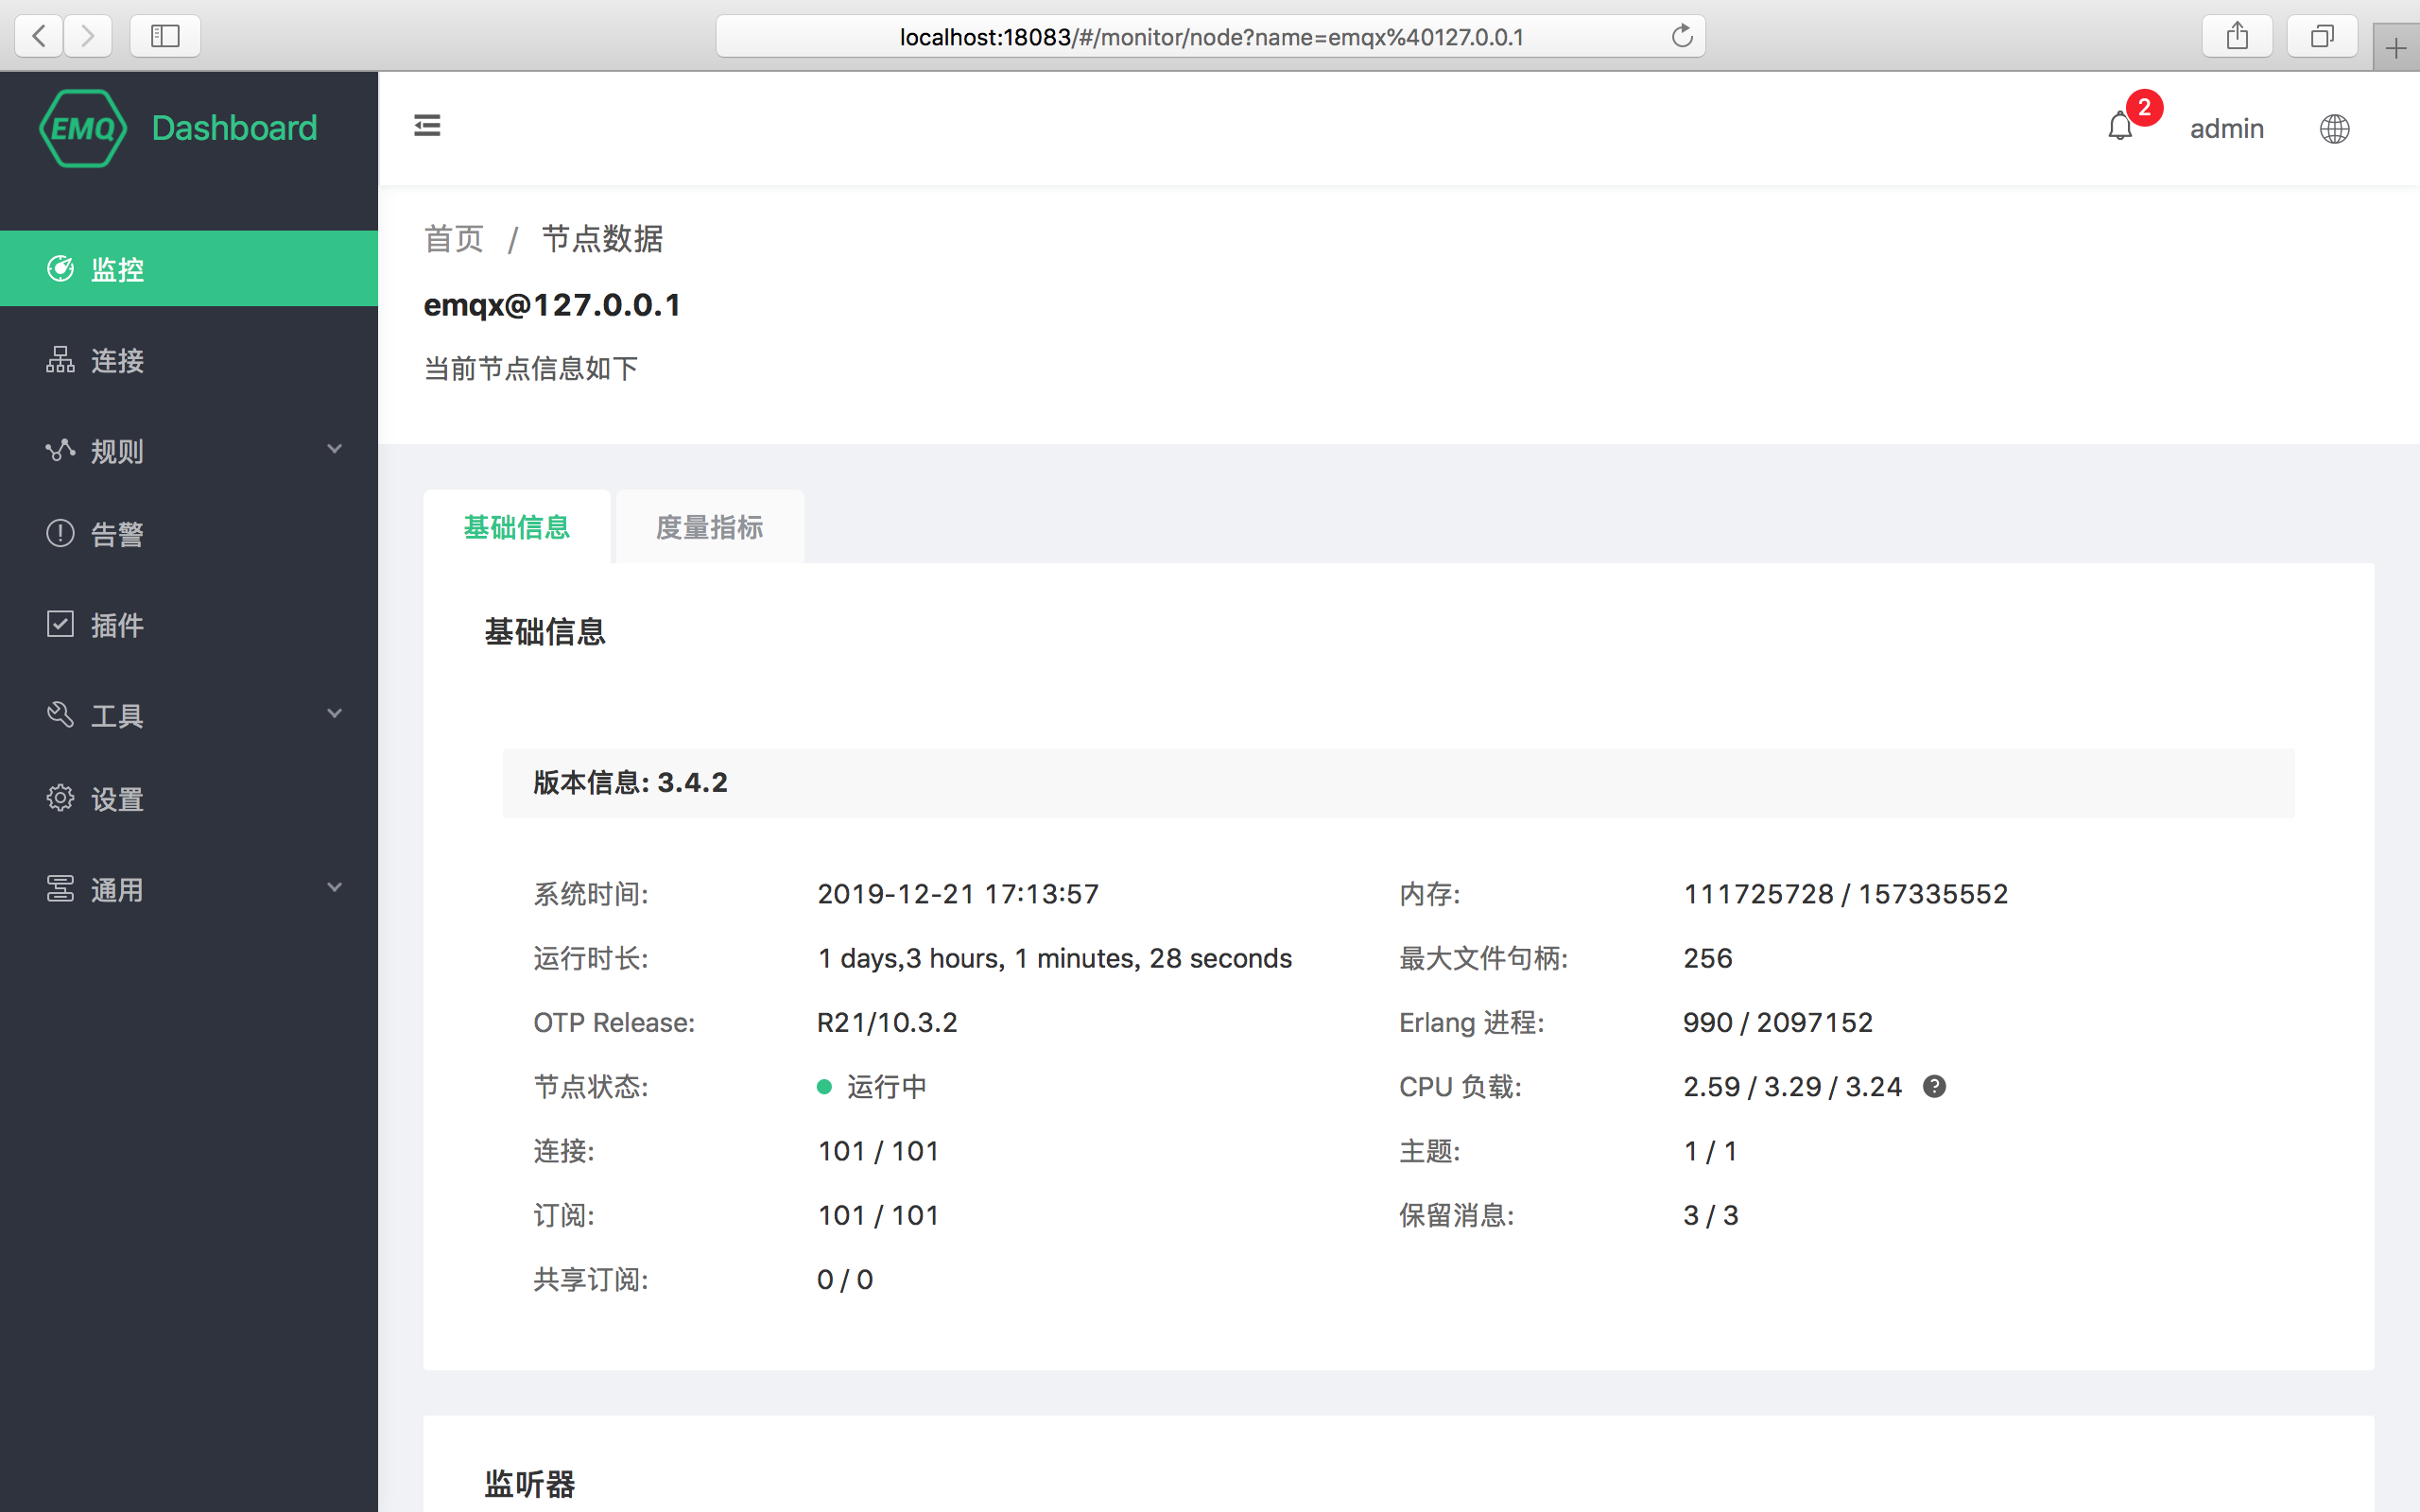 localhost:18083/#/monitor/node?name=emqx%40127.0.0.1
EMQ Dashboard
2
admin
监控
连接
规则
告警
插件
工具
设置
通用
首页 / 节点数据
emqx@127.0.0.1
当前节点信息如下
基础信息 度量指标
基础信息
版本信息: 3.4.2
系统时间: 2019-12-21 17:13:57 内存: 111725728 / 157335552
运行时长: 1 days,3 hours, 1 minutes, 28 seconds 最大文件句柄: 256
OTP Release: R21/10.3.2 Erlang 进程: 990 / 2097152
节点状态: 运行中 CPU 负载: 2.59 / 3.29 / 3.24 ?
连接: 101 / 101 主题: 1 / 1
订阅: 101 / 101 保留消息: 3 / 3
共享订阅: 0 / 0
监听器